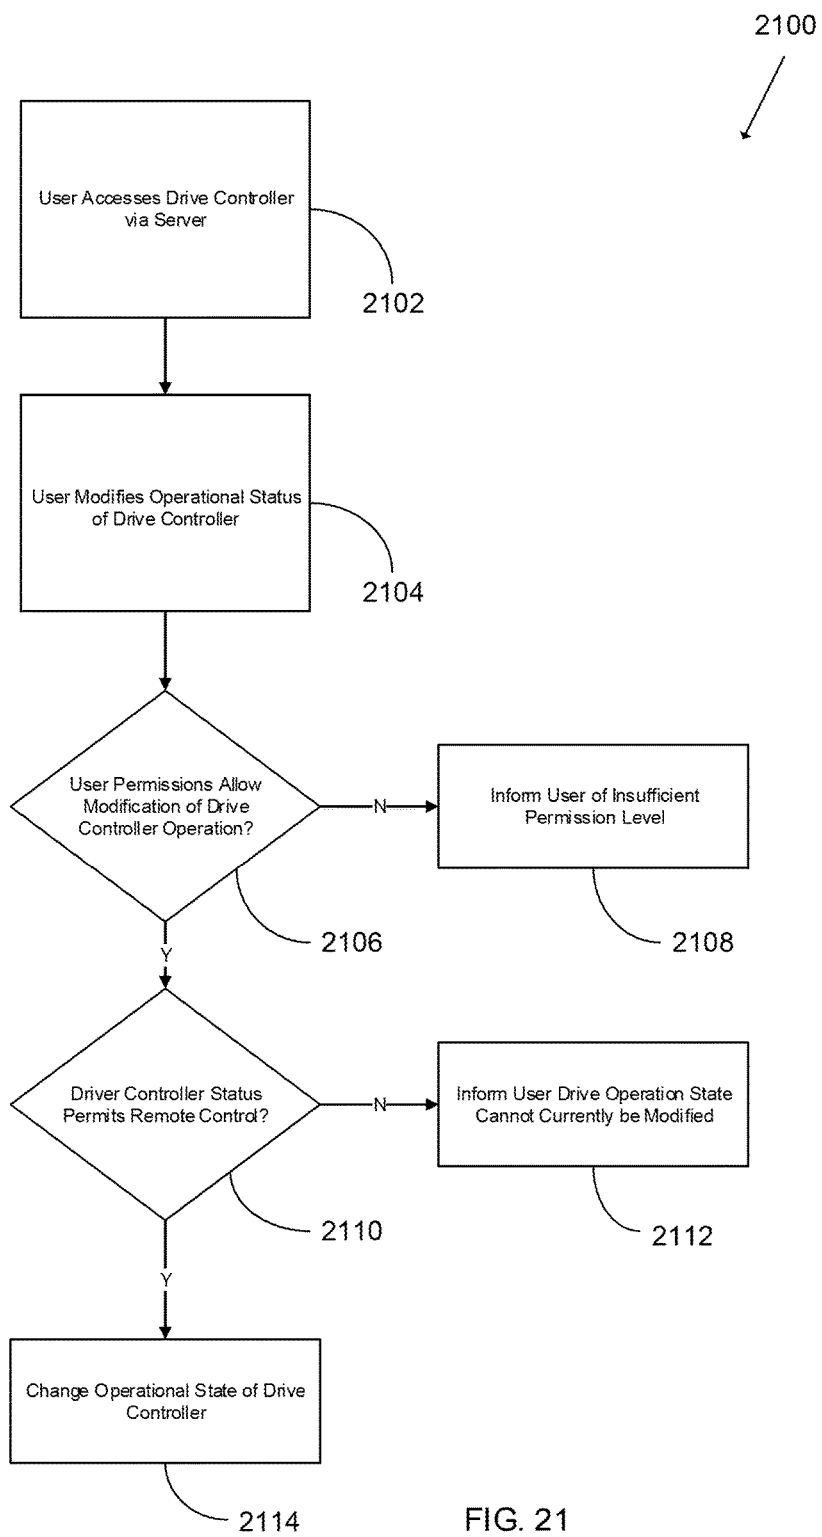 2100
User Accesses Drive Controller
via Server
2102
User Modifies Operational Status
of Drive Controller
2104
User Permissions Allow
Modification of Drive
Controller Operation?
N
Inform User of Insufficient
Permission Level
2106
2108
Y
Driver Controller Status
Permits Remote Control?
N
Inform User Drive Operation State
Cannot Currently be Modified
2110
2112
Y
Change Operational State of Drive
Controller
2114
FIG. 21